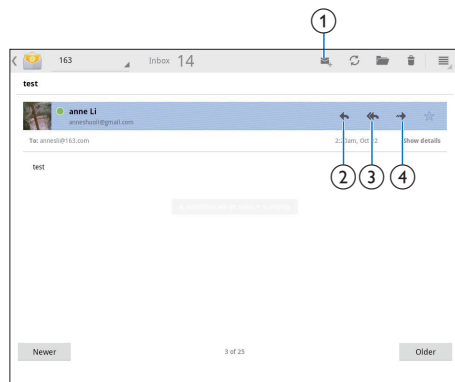 1
163 Inbox 14
test
anne Li
anneshuoli@gmail.com
To: annesli@163.com 2:20am, Oct 12 Show details
2 3 4
test
Newer 3 of 25 Older